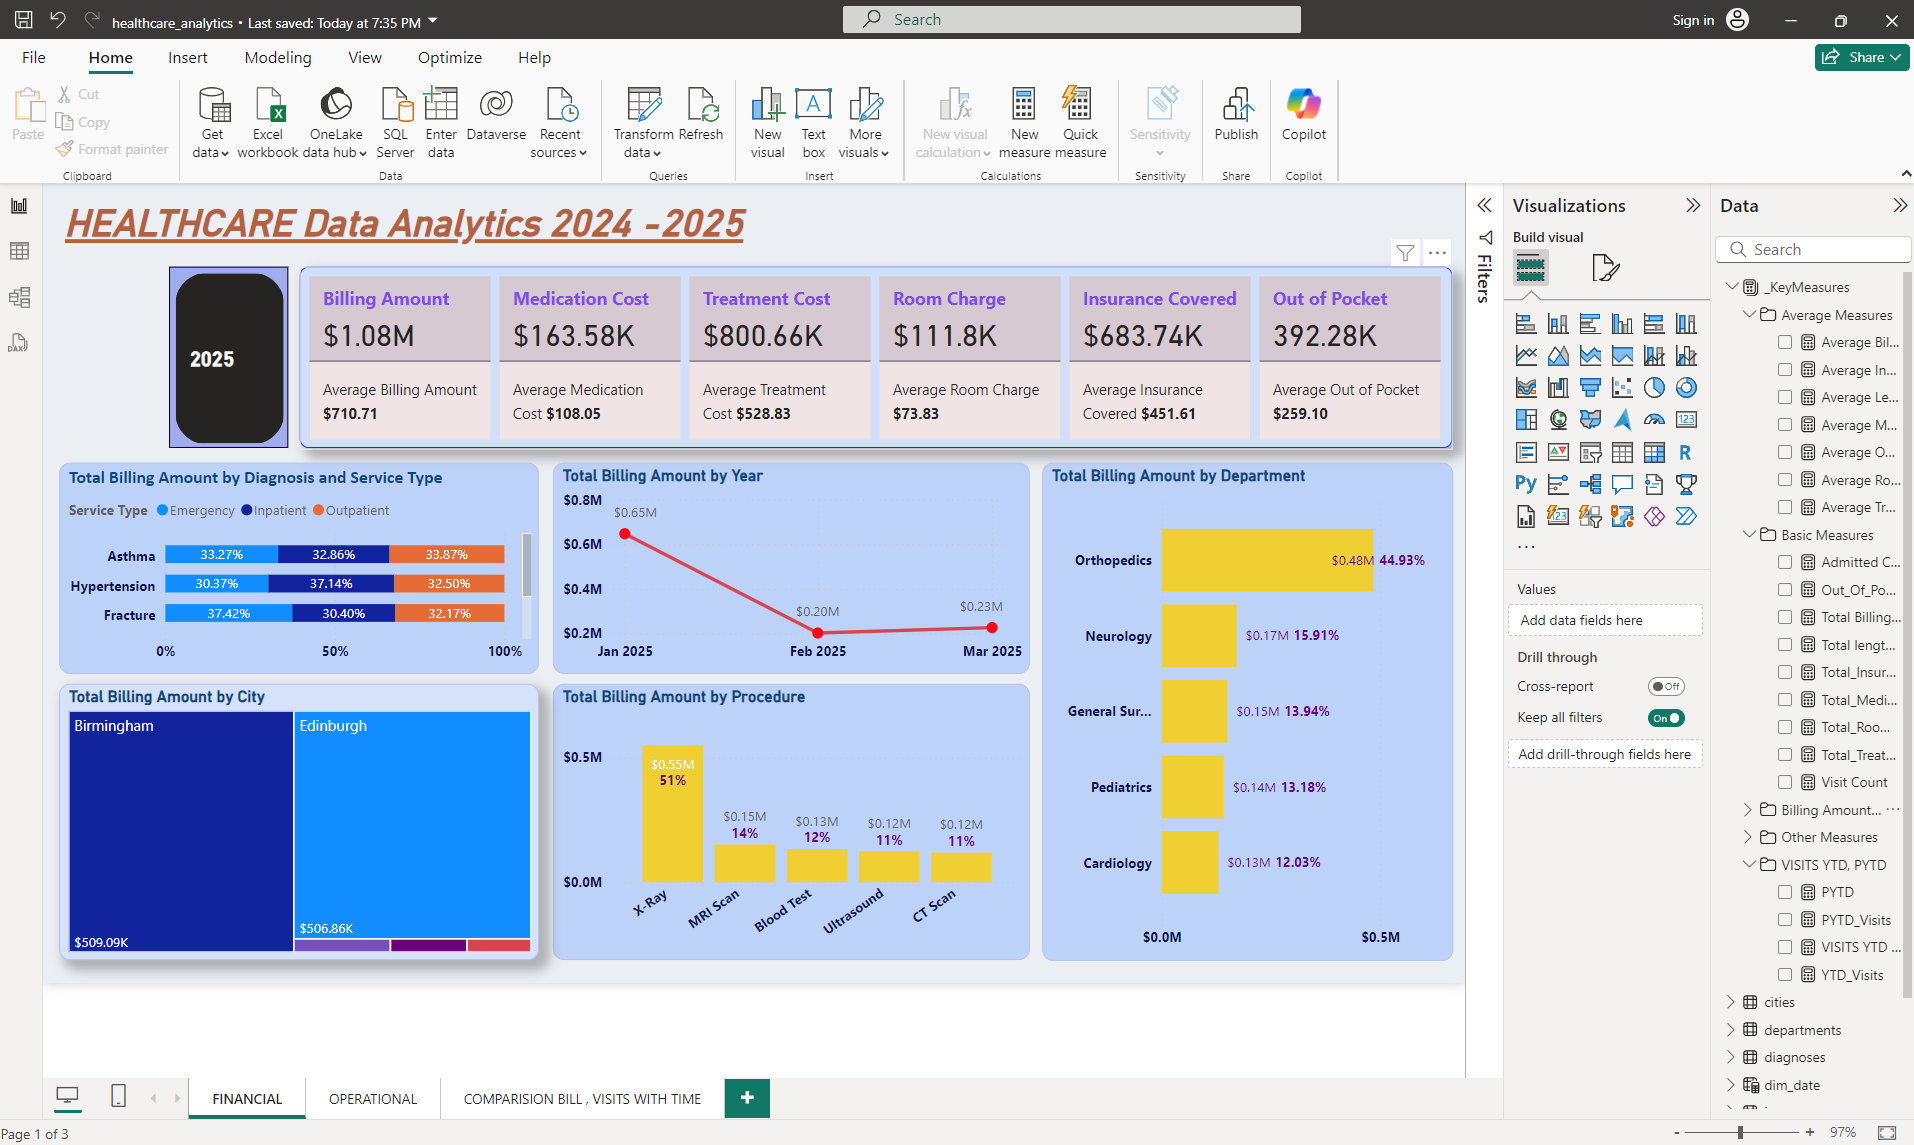 healthcare_analytics • Last saved: Today at 7:35 PM
Search
Sign in
File Home Insert Modeling View Optimize Help
Share
Paste
Cut
Copy
Format painter
Clipboard
Get data
Excel workbook
OneLake data hub
SQL Server
Enter data
Dataverse
Recent sources
Data
Transform data
Refresh
Queries
New visual
Text box
More visuals
Insert
New visual calculation
New measure
Quick measure
Calculations
Sensitivity
Sensitivity
Publish
Share
Copilot
Copilot
HEALTHCARE Data Analytics 2024 -2025
2025
Billing Amount
$1.08M
Average Billing Amount
$710.71
Medication Cost
$163.58K
Average Medication
Cost $108.05
Treatment Cost
$800.66K
Average Treatment
Cost $528.83
Room Charge
$111.8K
Average Room Charge
$73.83
Insurance Covered
$683.74K
Average Insurance
Covered $451.61
Out of Pocket
392.28K
Average Out of Pocket
$259.10
Total Billing Amount by Diagnosis and Service Type
Service Type Emergency Inpatient Outpatient
Asthma 33.27% 32.86% 33.87%
Hypertension 30.37% 37.14% 32.50%
Fracture 37.42% 30.40% 32.17%
0% 50% 100%
Total Billing Amount by Year
$0.8M
$0.65M
$0.6M
$0.4M
$0.20M
$0.23M
$0.2M
Jan 2025 Feb 2025 Mar 2025
Total Billing Amount by Department
Orthopedics $0.48M 44.93%
Neurology $0.17M 15.91%
General Sur... $0.15M 13.94%
Pediatrics $0.14M 13.18%
Cardiology $0.13M 12.03%
$0.0M $0.5M
Total Billing Amount by City
Birmingham
$509.09K
Edinburgh
$506.86K
Total Billing Amount by Procedure
$0.5M
$0.0M
$0.55M
51%
$0.15M
14%
$0.13M
12%
$0.12M
11%
$0.12M
11%
X-Ray
MRI Scan
Blood Test
Ultrasound
CT Scan
Filters
Visualizations
Build visual
123
R
Py
123
...
Values
Add data fields here
Drill through
Cross-report
Off
Keep all filters
On
Add drill-through fields here
Data
Search
_KeyMeasures
Average Measures
Average Bil...
Average In...
Average Le...
Average M...
Average O...
Average Ro...
Average Tr...
Basic Measures
Admitted C...
Out_Of_Po...
Total Billing...
Total lengt...
Total_Insur...
Total_Medi...
Total_Roo...
Total_Treat...
Visit Count
Billing Amount... ...
Other Measures
VISITS YTD, PYTD
PYTD
PYTD_Visits
VISITS YTD ...
YTD_Visits
cities
departments
diagnoses
dim_date
FINANCIAL
OPERATIONAL
COMPARISION BILL , VISITS WITH TIME
+
Page 1 of 3
- + 97%